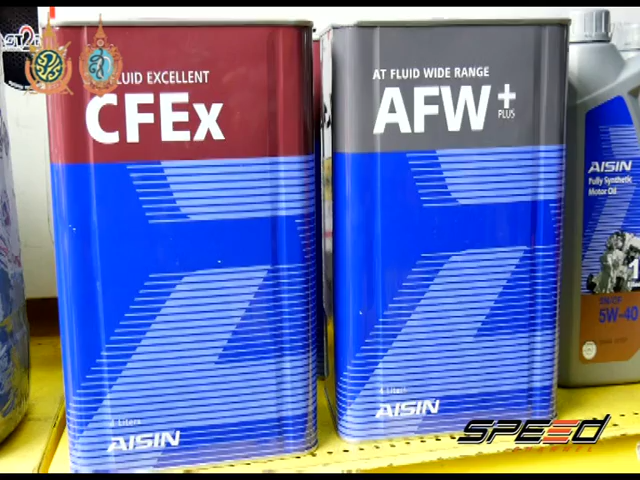 FLUID EXCELLENT
CFEx
4 Liters
AISIN
AT FLUID WIDE RANGE
AFW+
PLUS
4 Liters
AISIN
AISIN
Fully Synthetic
Motor Oil
5W-40
SPEED
CHANNEL